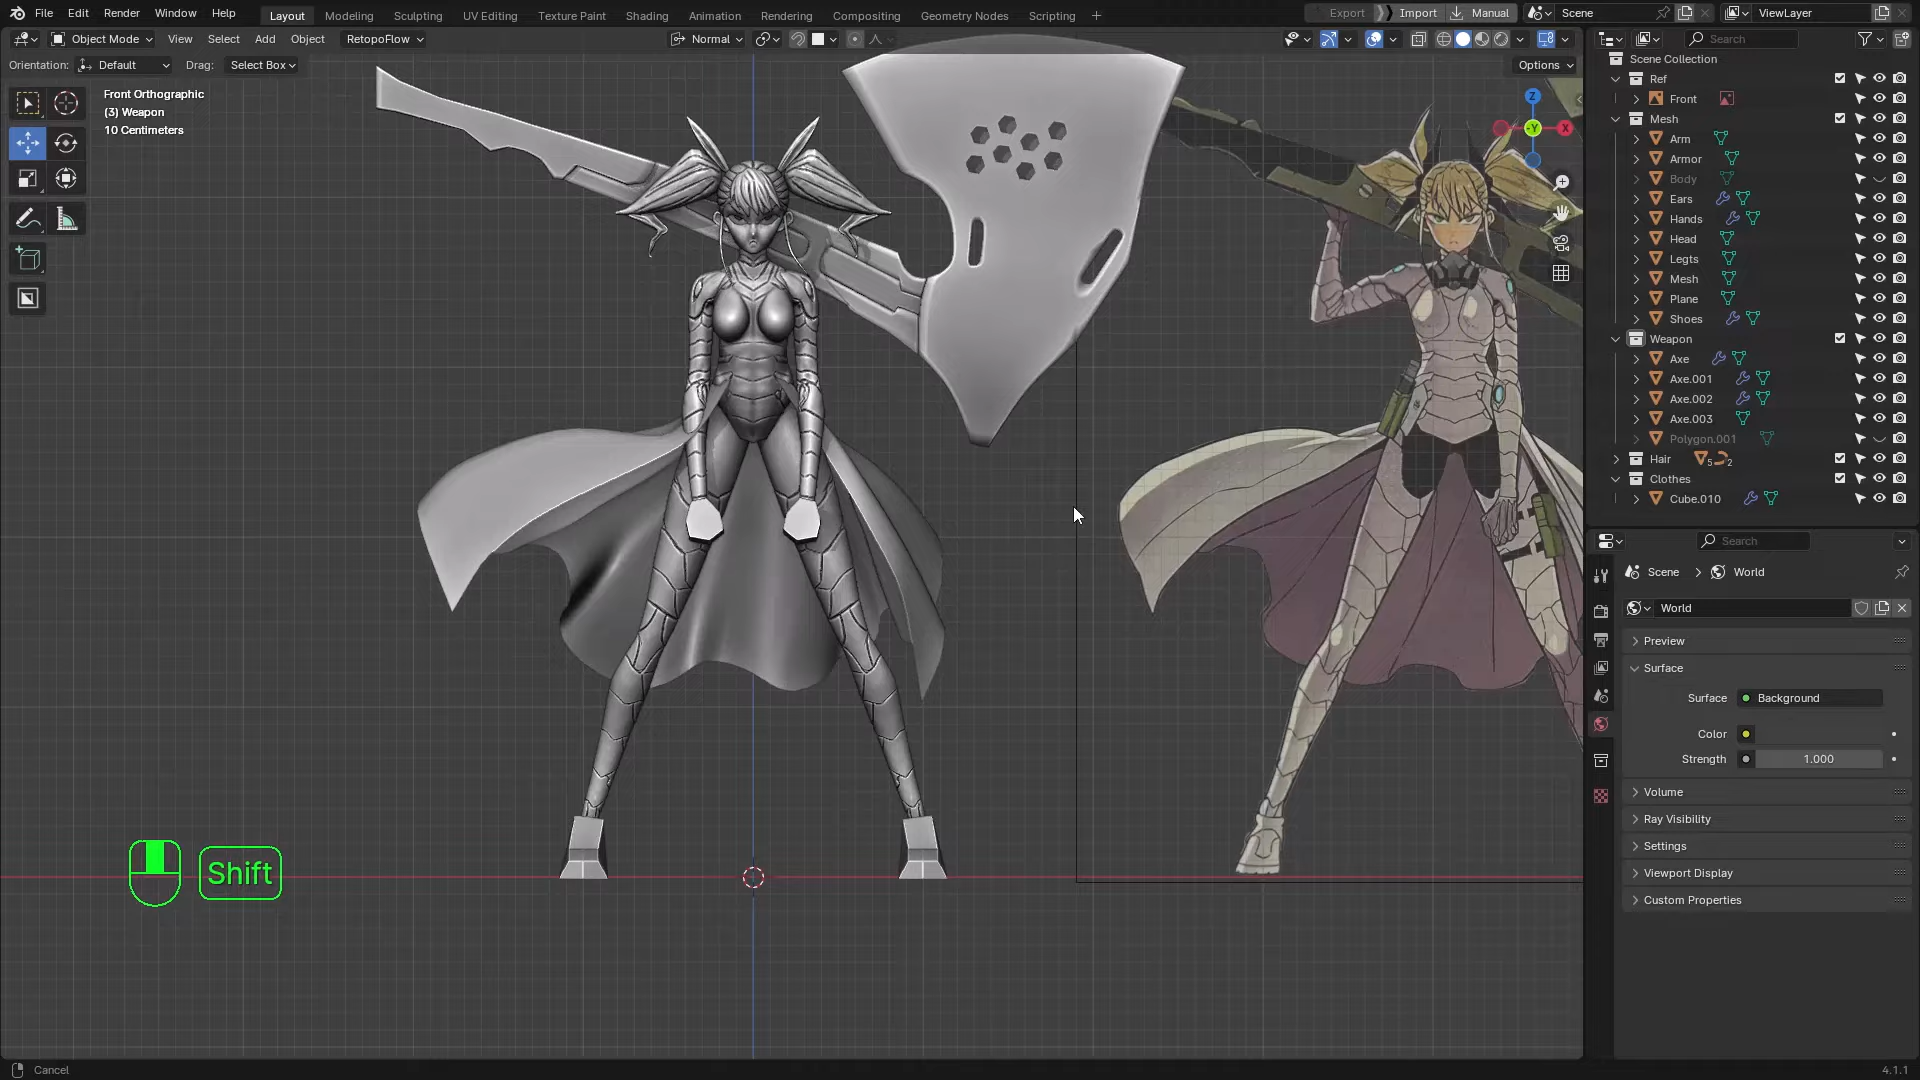 File Edit Render Window Help
Layout Modeling Sculpting UV Editing Texture Paint Shading Animation Rendering Compositing Geometry Nodes Scripting +
Export Import Manual Scene ViewLayer
Object Mode View Select Add Object RetopoFlow Normal
Search
Orientation: Default Drag: Select Box Options
Front Orthographic
(3) Weapon
10 Centimeters
Z
-Y
X
Shift
Scene Collection
Ref
Front
Mesh
Arm
Armor
Body
Ears
Hands
Head
Legts
Mesh
Plane
Shoes
Weapon
Axe
Axe.001
Axe.002
Axe.003
Polygon.001
Hair 5 2
Clothes
Cube.010
Search
Scene > World
World
Preview
Surface
Surface Background
Color
Strength 1.000
Volume
Ray Visibility
Settings
Viewport Display
Custom Properties
Cancel 4.1.1